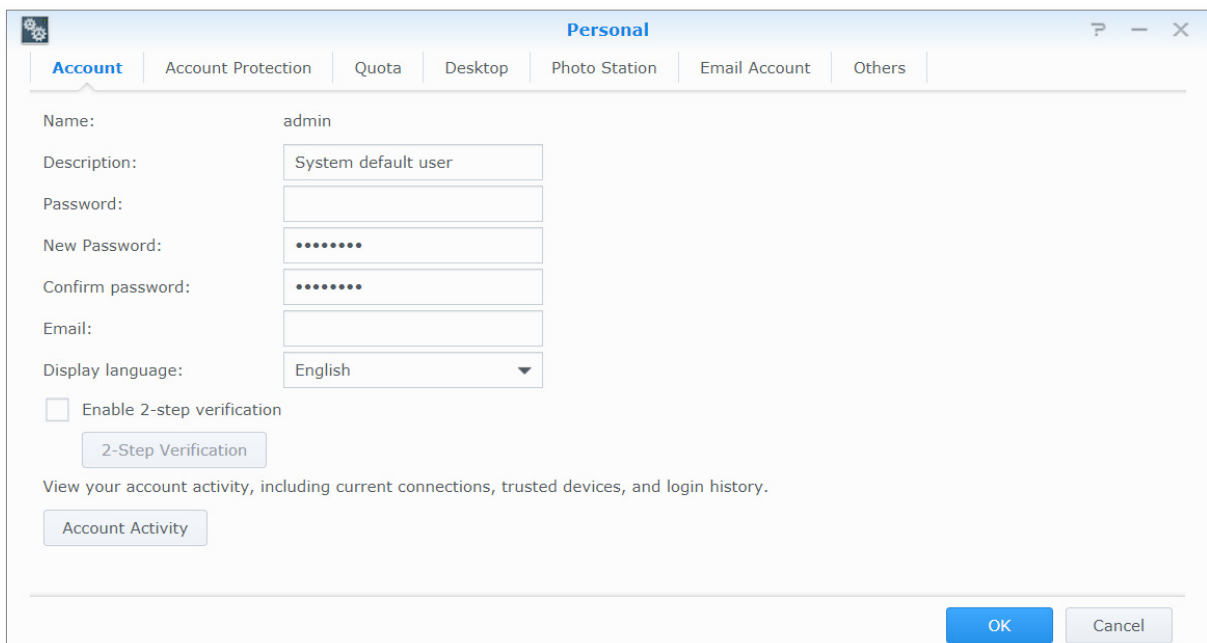 Personal
Account Account Protection Quota Desktop Photo Station Email Account Others
Name: admin
Description: System default user
Password:
New Password: ••••••••
Confirm password: ••••••••
Email:
Display language: English
Enable 2-step verification
2-Step Verification
View your account activity, including current connections, trusted devices, and login history.
Account Activity
OK Cancel